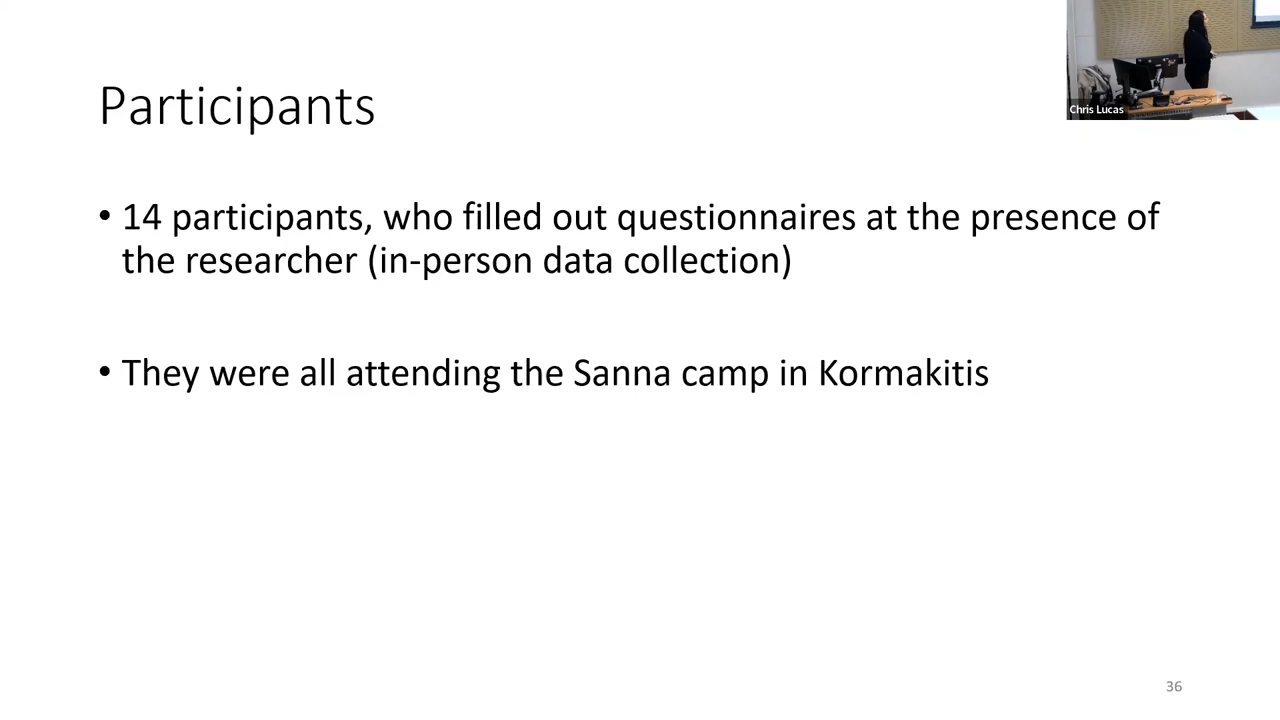 Participants
• 14 participants, who filled out questionnaires at the presence of
the researcher (in-person data collection)
• They were all attending the Sanna camp in Kormakitis
Chris Lucas
36